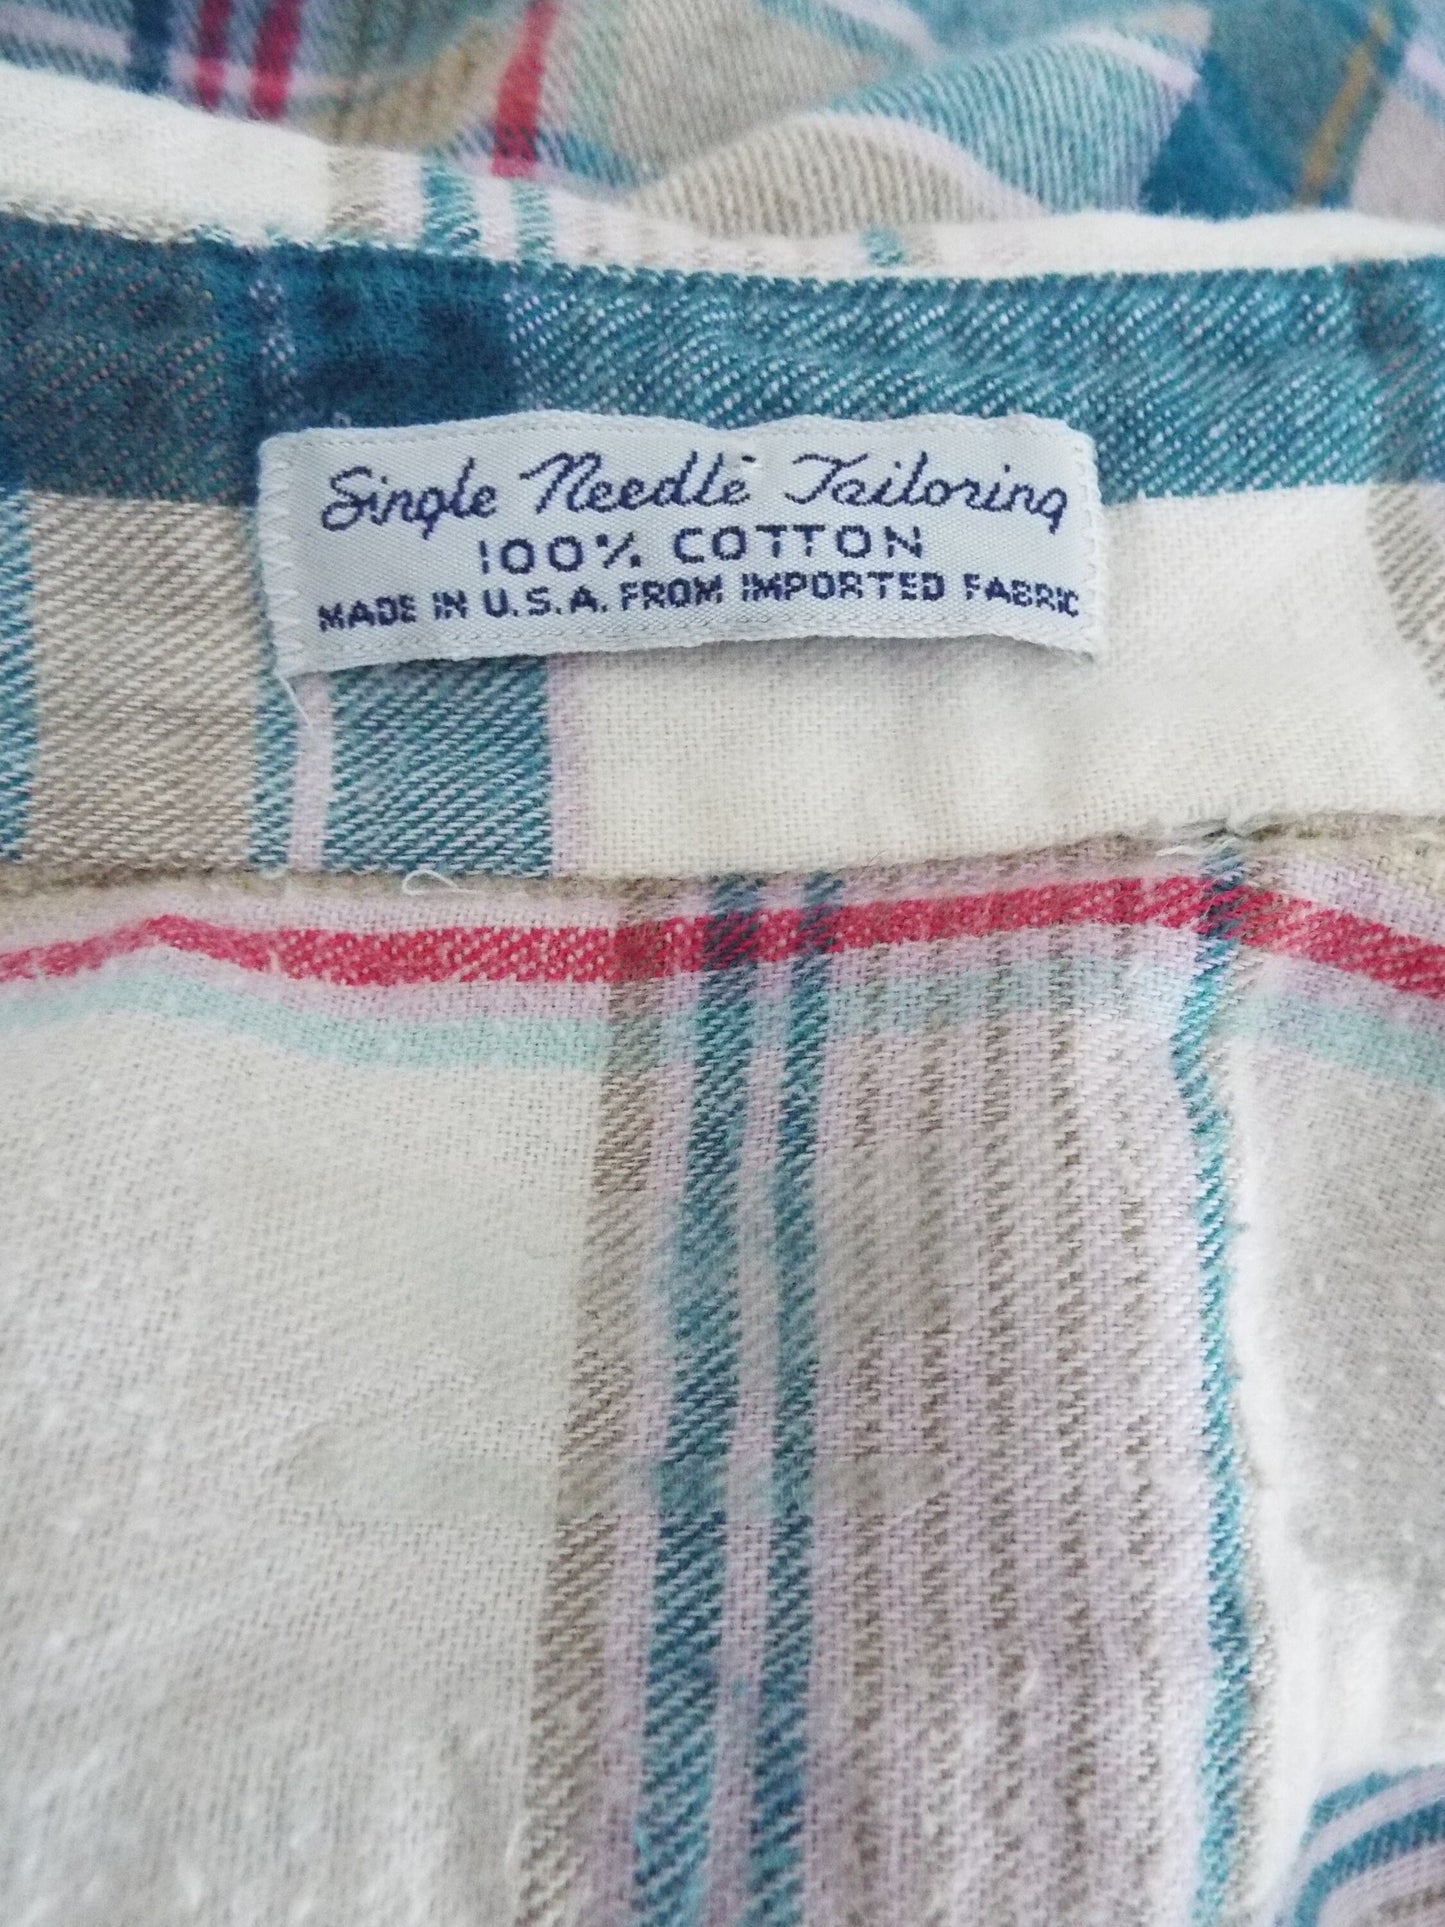 Single Needle Tailoring
100% COTTON
MADE IN U.S.A. FROM IMPORTED FABRIC